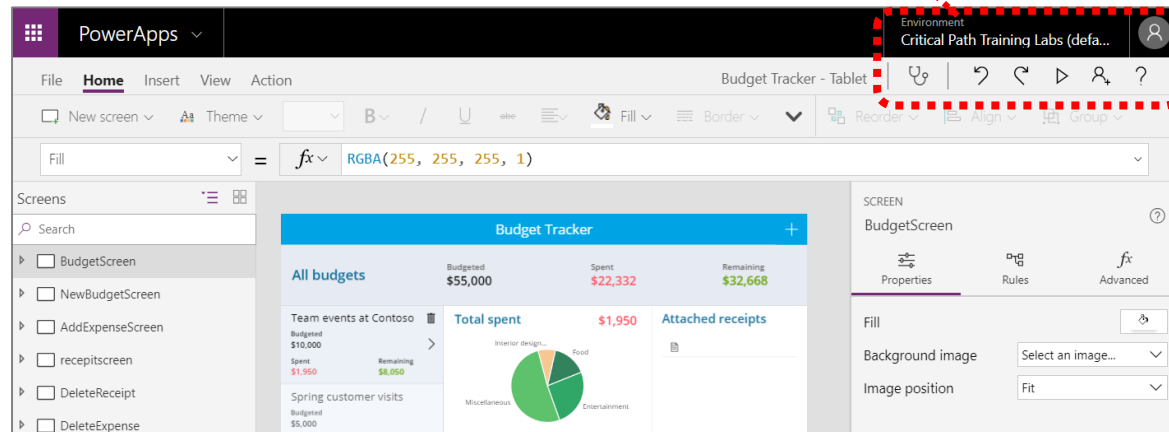 PowerApps
Environment
Critical Path Training Labs (defa...
File Home Insert View Action
Budget Tracker - Tablet
New screen Theme B / U abc Fill Border Reorder Align Group
Fill = fx RGBA(255, 255, 255, 1)
Screens
Search
BudgetScreen
NewBudgetScreen
AddExpenseScreen
recepitscreen
DeleteReceipt
DeleteExpense
Budget Tracker +
All budgets
Budgeted Spent Remaining
$55,000 $22,332 $32,668
Team events at Contoso
Budgeted
$10,000
Spent Remaining
$1,950 $8,050
Spring customer visits
Budgeted
$5,000
Total spent $1,950
Interior design...
Food
Miscellaneous
Entertainment
Attached receipts
SCREEN
BudgetScreen
Properties Rules Advanced
Fill
Background image Select an image...
Image position Fit